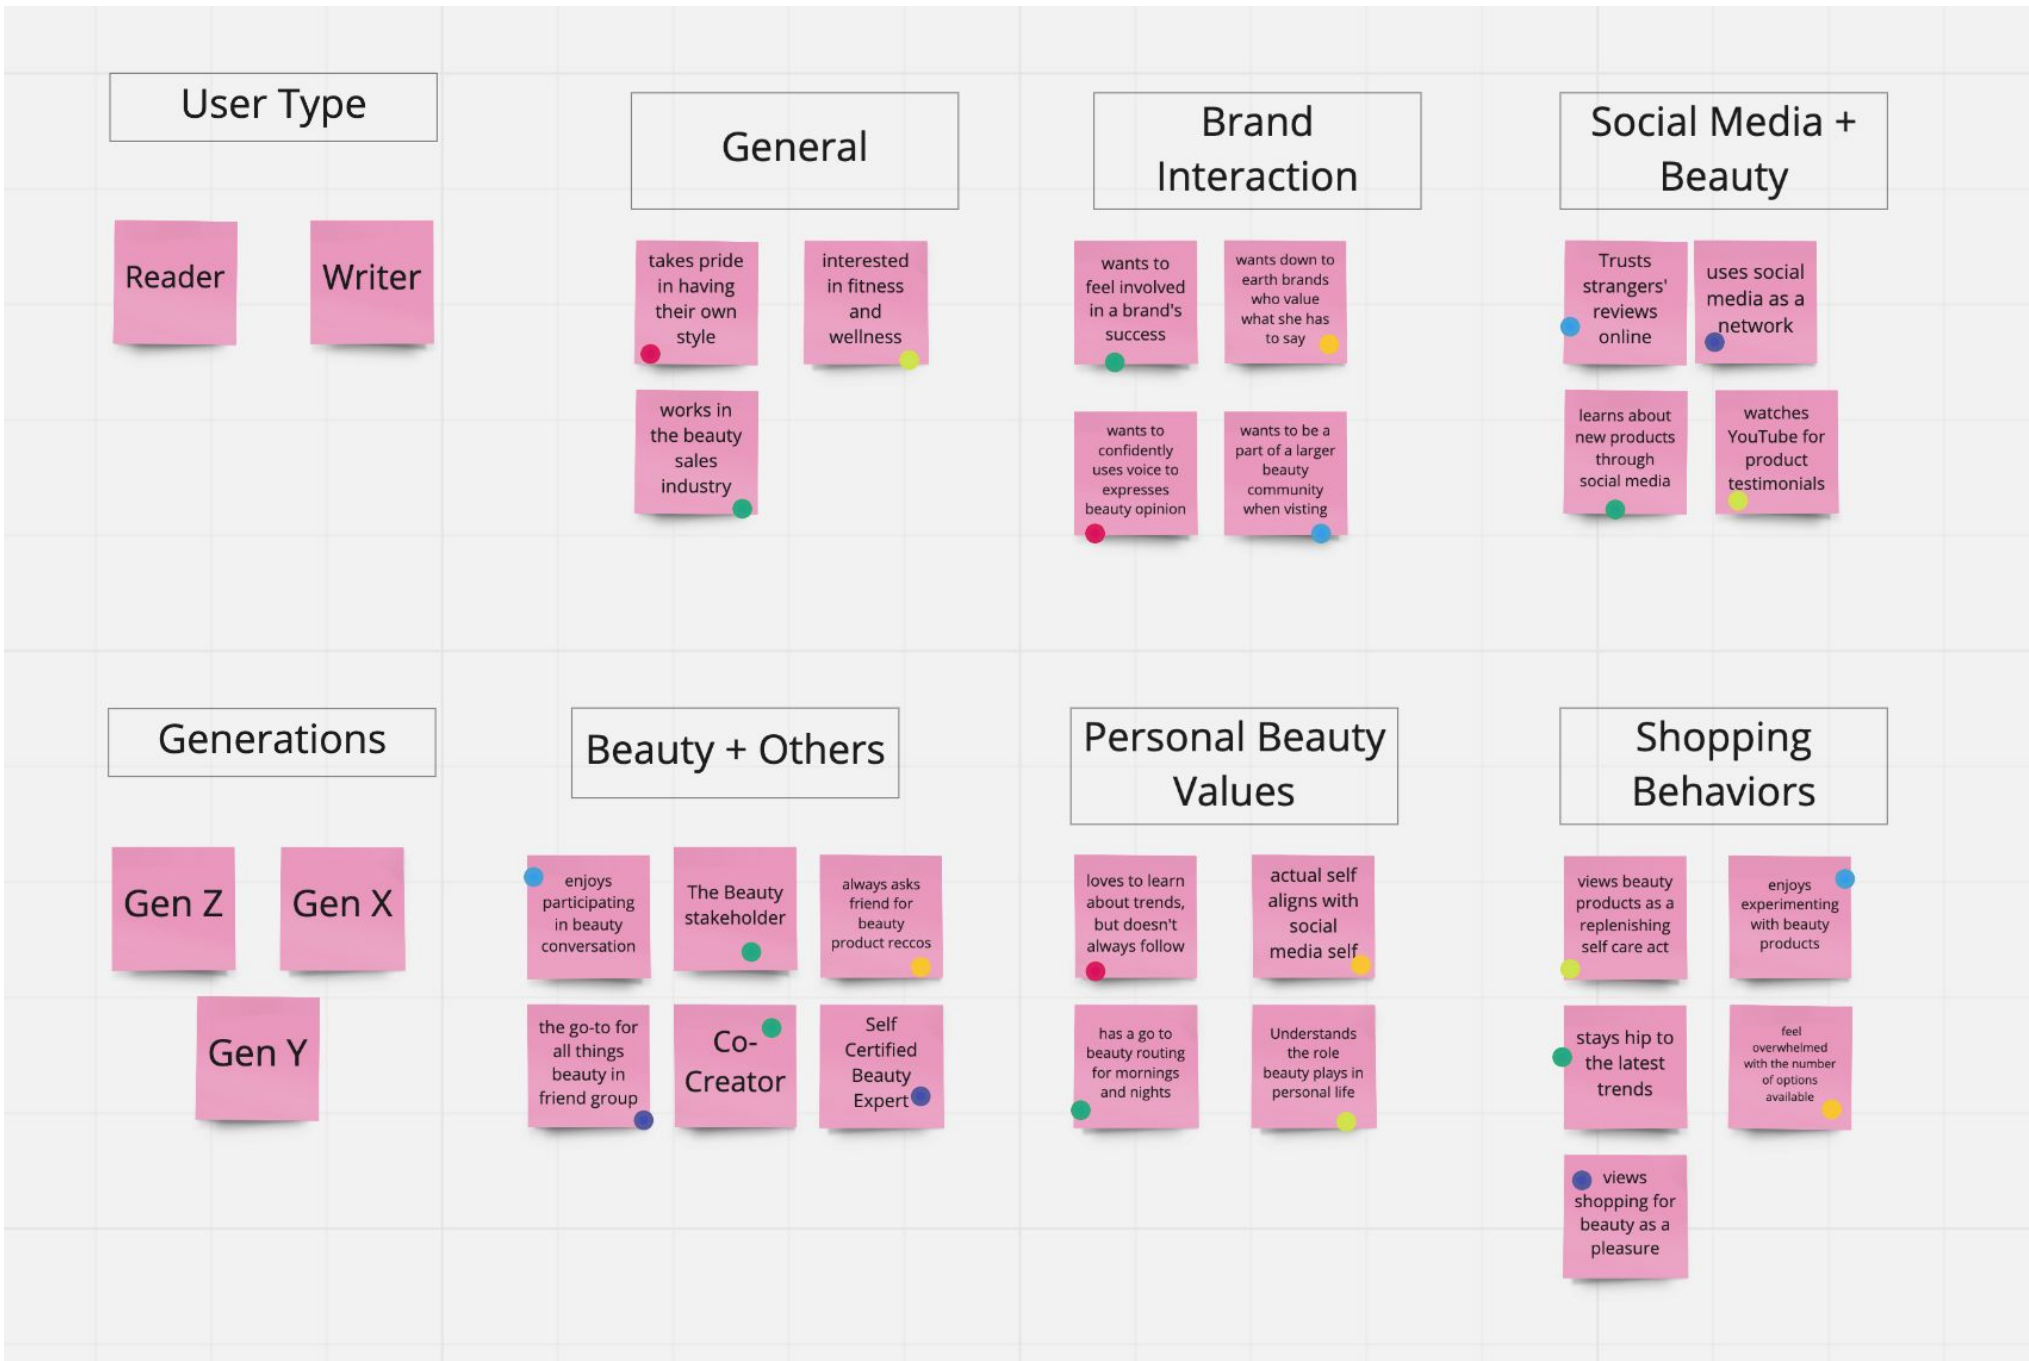 User Type
Reader
Writer
General
takes pride
in having
their own
style
interested
in fitness
and
wellness
works in
the beauty
sales
industry
Brand
Interaction
wants to
feel involved
in a brand's
success
wants down to
earth brands
who value
what she has
to say
wants to
confidently
uses voice to
expresses
beauty opinion
wants to be a
part of a larger
beauty
community
when visting
Social Media +
Beauty
Trusts
strangers'
reviews
online
uses social
media as a
network
learns about
new products
through
social media
watches
YouTube for
product
testimonials
Generations
Gen Z
Gen X
Gen Y
Beauty + Others
enjoys
participating
in beauty
conversation
The Beauty
stakeholder
always asks
friend for
beauty
product reccos
the go-to for
all things
beauty in
friend group
Co-
Creator
Self
Certified
Beauty
Expert
Personal Beauty
Values
loves to learn
about trends,
but doesn't
always follow
actual self
aligns with
social
media self
has a go to
beauty routing
for mornings
and nights
Understands
the role
beauty plays in
personal life
Shopping
Behaviors
views beauty
products as a
replenishing
self care act
enjoys
experimenting
with beauty
products
stays hip to
the latest
trends
feel
overwhelmed
with the number
of options
available
views
shopping for
beauty as a
pleasure